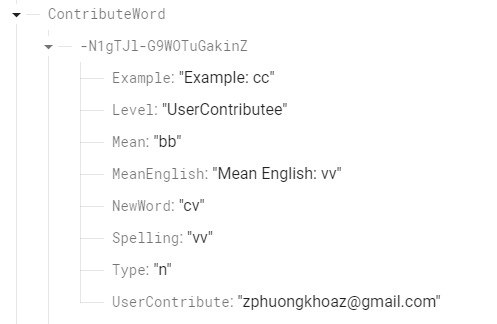 ContributeWord
-N1gTJl-G9WOTuGakinZ
Example: "Example: cc"
Level: "UserContributee"
Mean: "bb"
MeanEnglish: "Mean English: vv"
NewWord: "cv"
Spelling: "vv"
Type: "n"
UserContribute: "zphuongkhoaz@gmail.com"